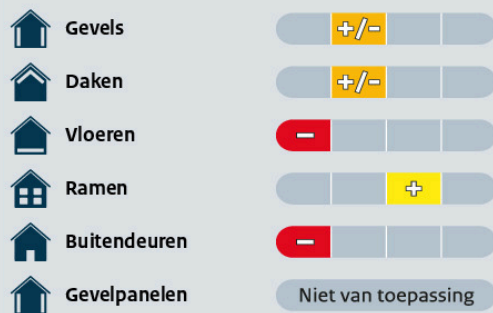 Gevels +/-
Daken +/-
Vloeren -
Ramen +
Buitendeuren -
Gevelpanelen Niet van toepassing